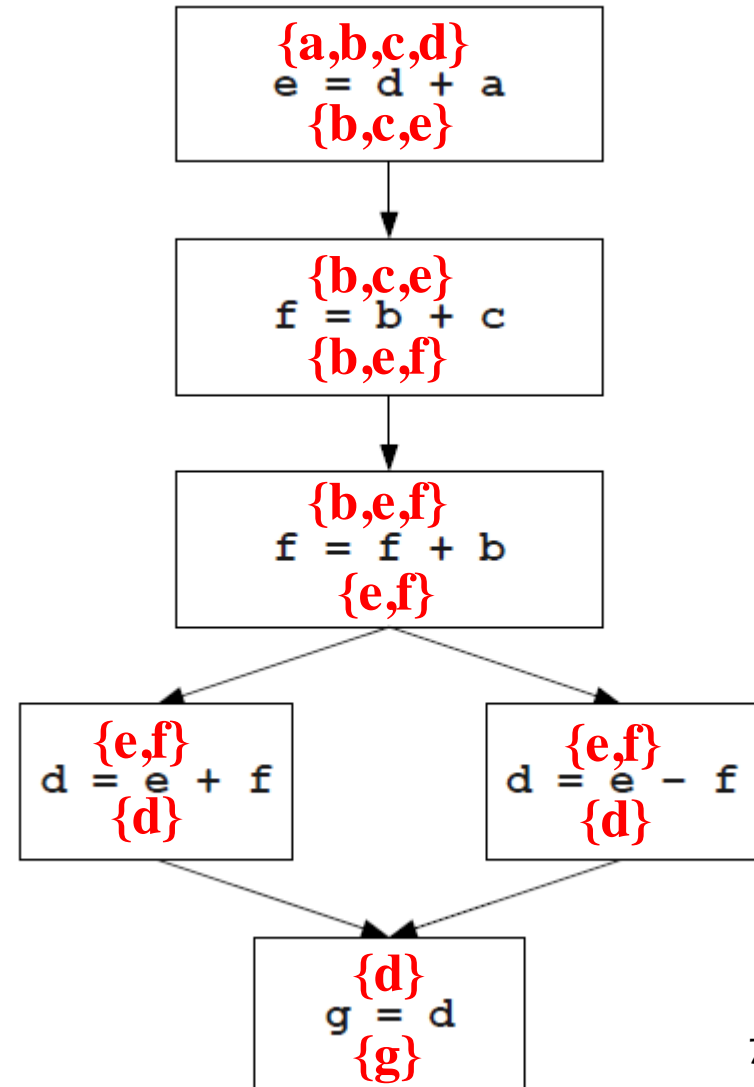 {a,b,c,d}
e = d + a
{b,c,e}
{b,c,e}
f = b + c
{b,e,f}
{b,e,f}
f = f + b
{e,f}
{e,f}
d = e + f
{d}
{e,f}
d = e - f
{d}
{d}
g = d
{g}